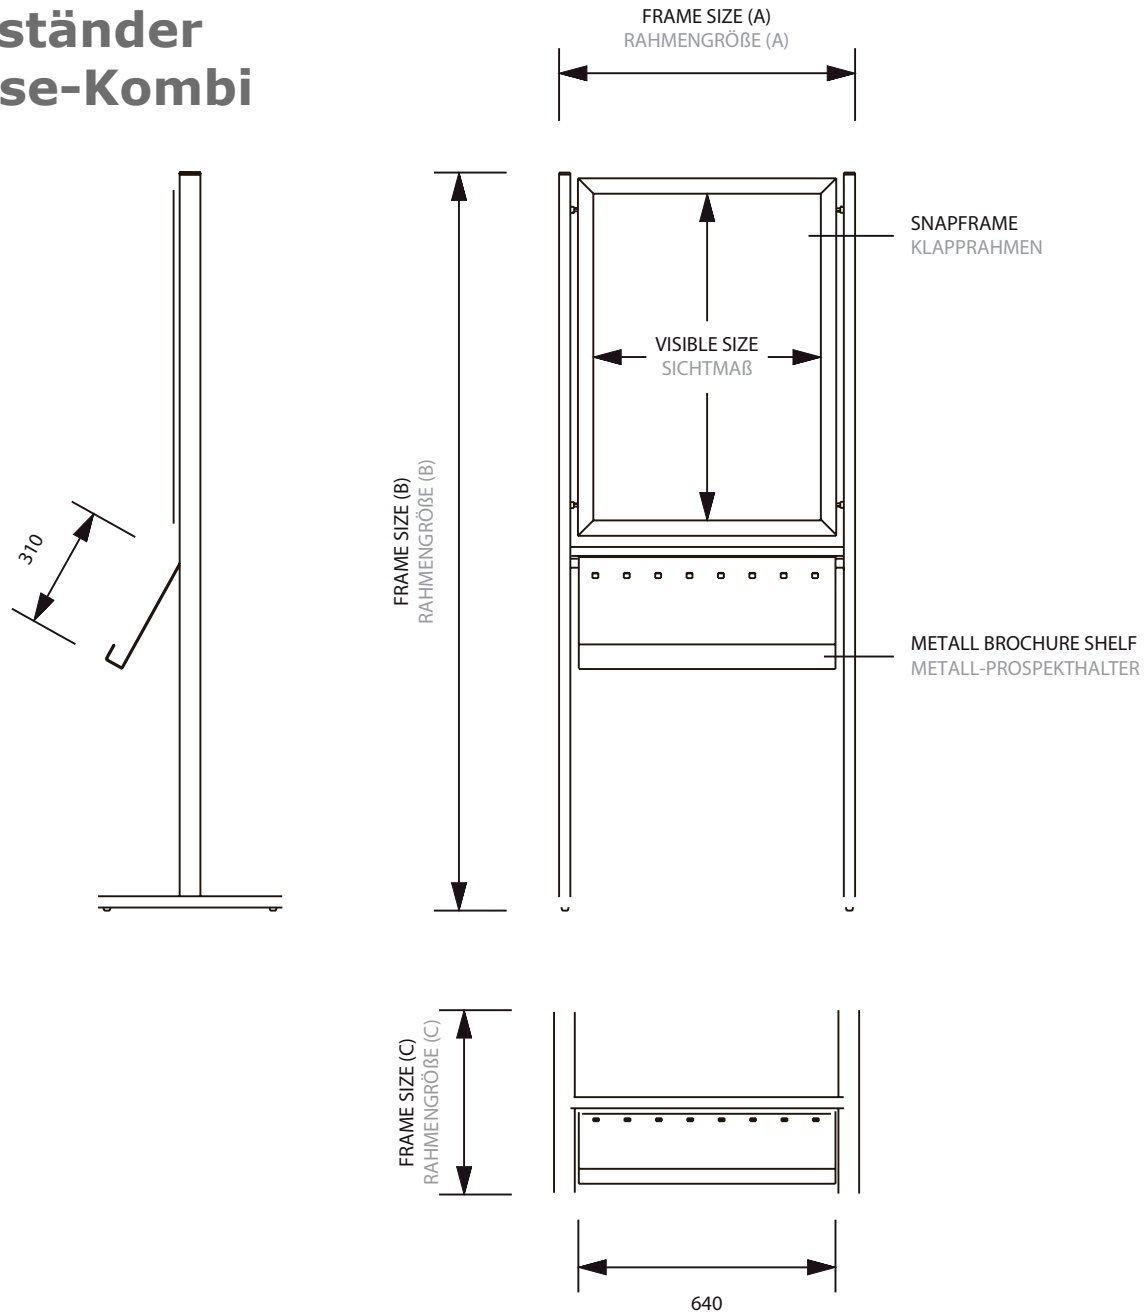 ständer
se-Kombi
FRAME SIZE (A)
RAHMENGRÖßE (A)
SNAPFRAME
KLAPPRAHMEN
VISIBLE SIZE
SICHTMAß
FRAME SIZE (B)
RAHMENGRÖßE (B)
310
METALL BROCHURE SHELF
METALL-PROSPEKTHALTER
FRAME SIZE (C)
RAHMENGRÖßE (C)
640